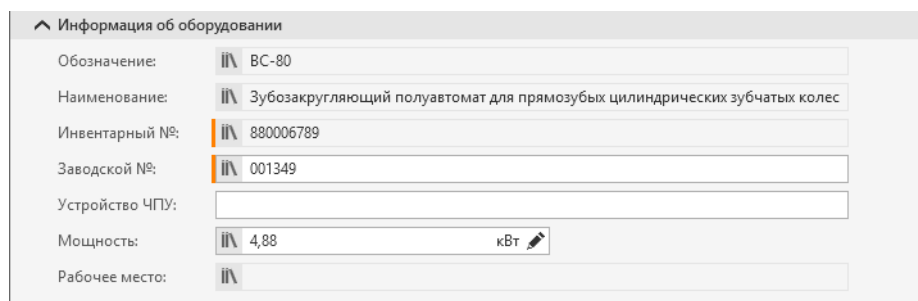 Информация об оборудовании
Обозначение: ВС-80
Наименование: Зубозакругляющий полуавтомат для прямозубых цилиндрических зубчатых колес
Инвентарный №: 880006789
Заводской №: 001349
Устройство ЧПУ:
Мощность: 4,88 кВт
Рабочее место: